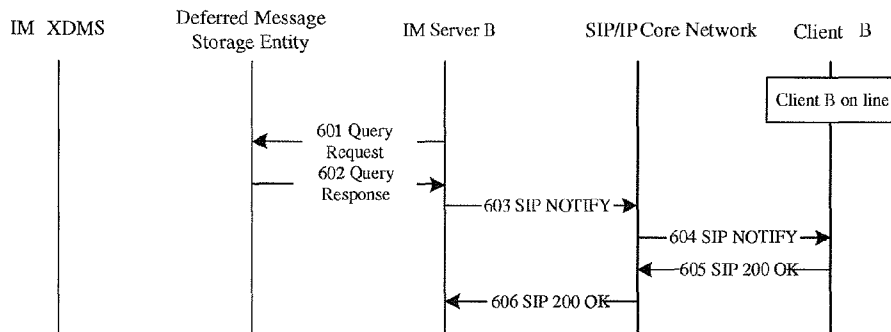 IM XDMS
Deferred Message
Storage Entity
IM Server B
SIP/IP Core Network
Client B
Client B on line
601 Query
Request
602 Query
Response
603 SIP NOTIFY
604 SIP NOTIFY
605 SIP 200 OK
606 SIP 200 OK